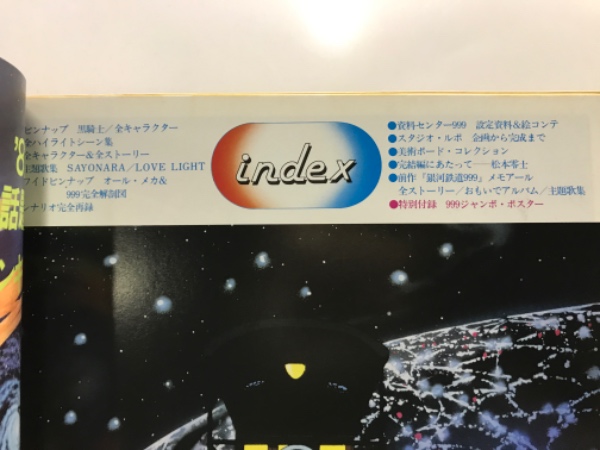 ピンナップ 黒騎士/全キャラクター
全ハイライトシーン集
全キャラクター&全ストーリー
主題歌集 SAYONARA/LOVE LIGHT
ワイドピンナップ オール・メカ&
999完全解剖図
シナリオ完全再録
index
●資料センター999 設定資料&絵コンテ
●スタジオ・ルポ 企画から完成まで
●美術ボード・コレクション
●完結編にあたって──松本零士
●前作「銀河鉄道999」メモアール
全ストーリー/おもいでアルバム/主題歌集
●特別付録 999ジャンボ・ポスター